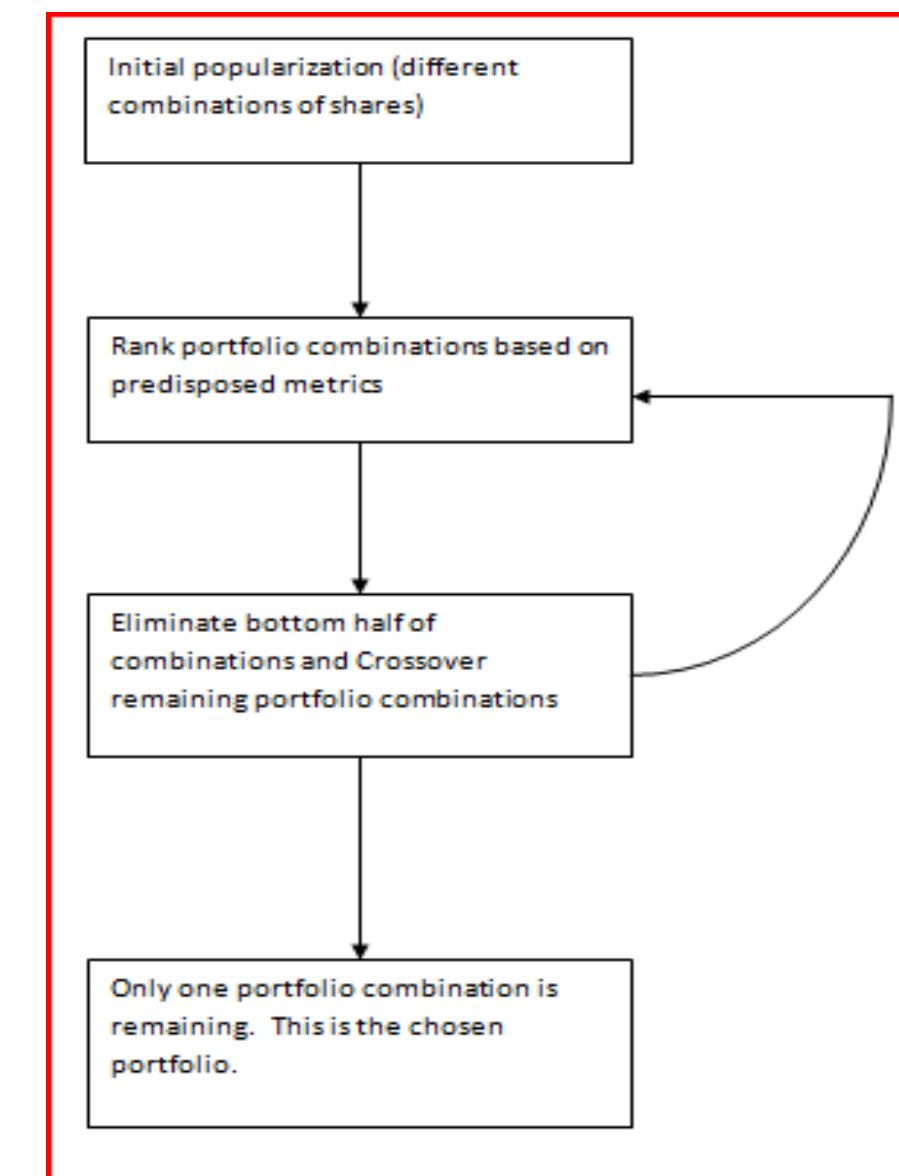 Initial popularization (different
combinations of shares)
Rank portfolio combinations based on
predisposed metrics
Eliminate bottom half of
combinations and Crossover
remaining portfolio combinations
Only one portfolio combination is
remaining.  This is the chosen
portfolio.